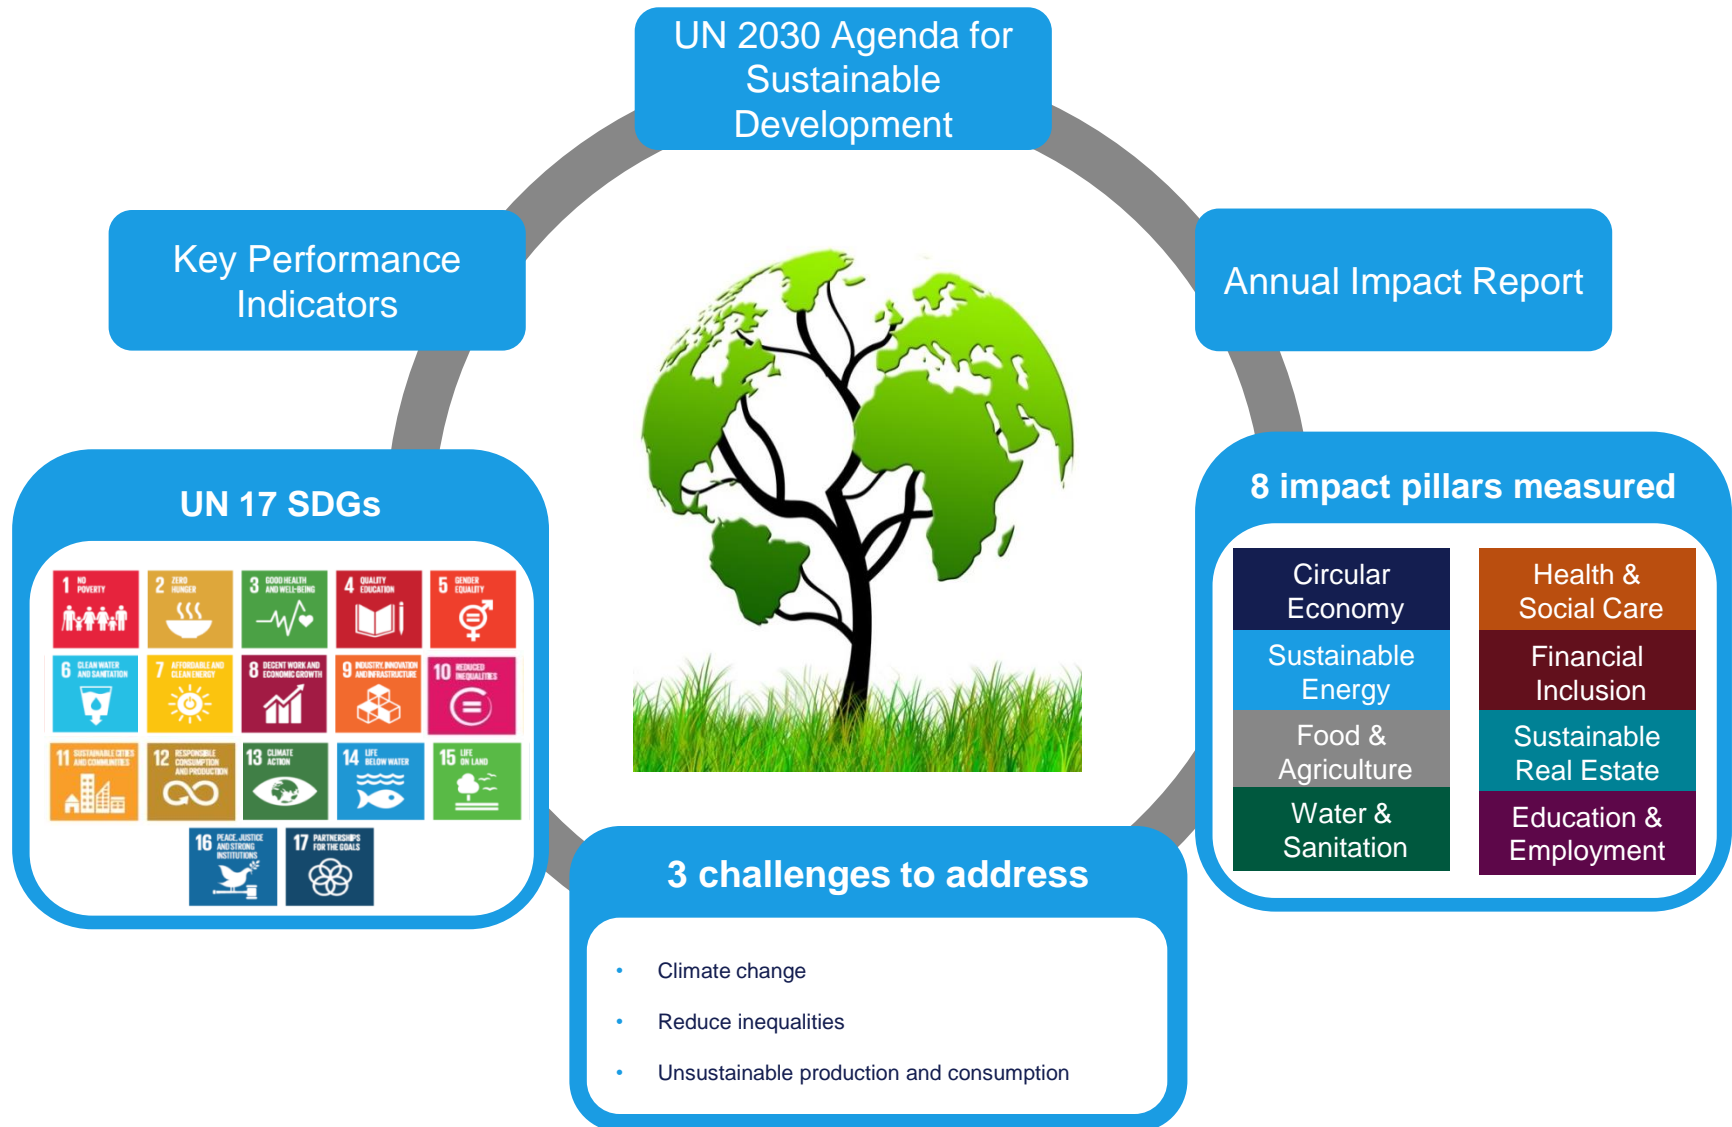 UN 2030 Agenda for
Sustainable
Development
Key Performance
Indicators
Annual Impact Report
UN 17 SDGs
1 NO
POVERTY
2 ZERO
HUNGER
3 GOOD HEALTH
AND WELL-BEING
4 QUALITY
EDUCATION
5 GENDER
EQUALITY
6 CLEAN WATER
AND SANITATION
7 AFFORDABLE AND
CLEAN ENERGY
8 DECENT WORK AND
ECONOMIC GROWTH
9 INDUSTRY, INNOVATION
AND INFRASTRUCTURE
10 REDUCED
INEQUALITIES
11 SUSTAINABLE CITIES
AND COMMUNITIES
12 RESPONSIBLE
CONSUMPTION
AND PRODUCTION
13 CLIMATE
ACTION
14 LIFE
BELOW WATER
15 LIFE
ON LAND
16 PEACE, JUSTICE
AND STRONG
INSTITUTIONS
17 PARTNERSHIPS
FOR THE GOALS
8 impact pillars measured
Circular
Economy
Sustainable
Energy
Food &
Agriculture
Water &
Sanitation
Health &
Social Care
Financial
Inclusion
Sustainable
Real Estate
Education &
Employment
3 challenges to address
• Climate change
• Reduce inequalities
• Unsustainable production and consumption